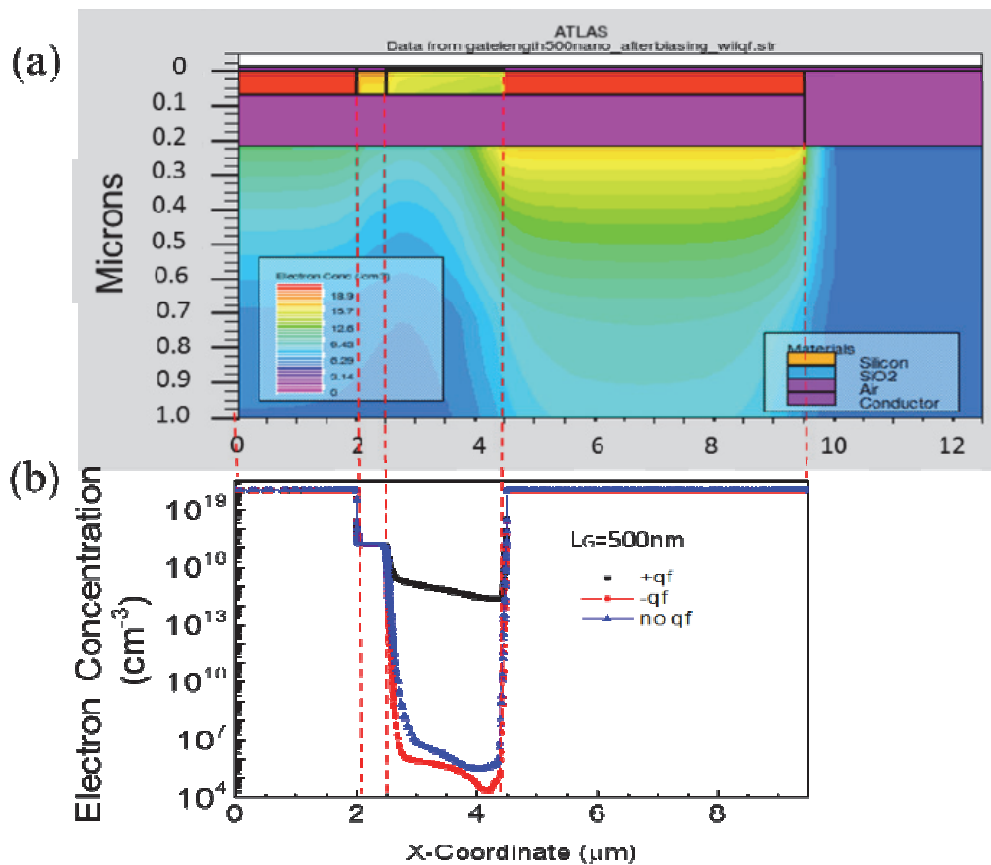 (a)
ATLAS
Data from gatelength500nano_afterbiasing_wifqf.str
0
0.1
0.2
0.3
0.4
0.5
0.6
0.7
0.8
0.9
1.0
Microns
Electron Conc (/cm3)
18.9
15.7
12.6
9.43
6.29
3.14
0
Materials
Silicon
SiO2
Air
Conductor
0 2 4 6 8 10 12
(b)
Electron Concentration
(cm-3)
10^19
10^16
10^13
10^10
10^7
10^4
LG=500nm
+qf
-qf
no qf
0 2 4 6 8
X-Coordinate (μm)